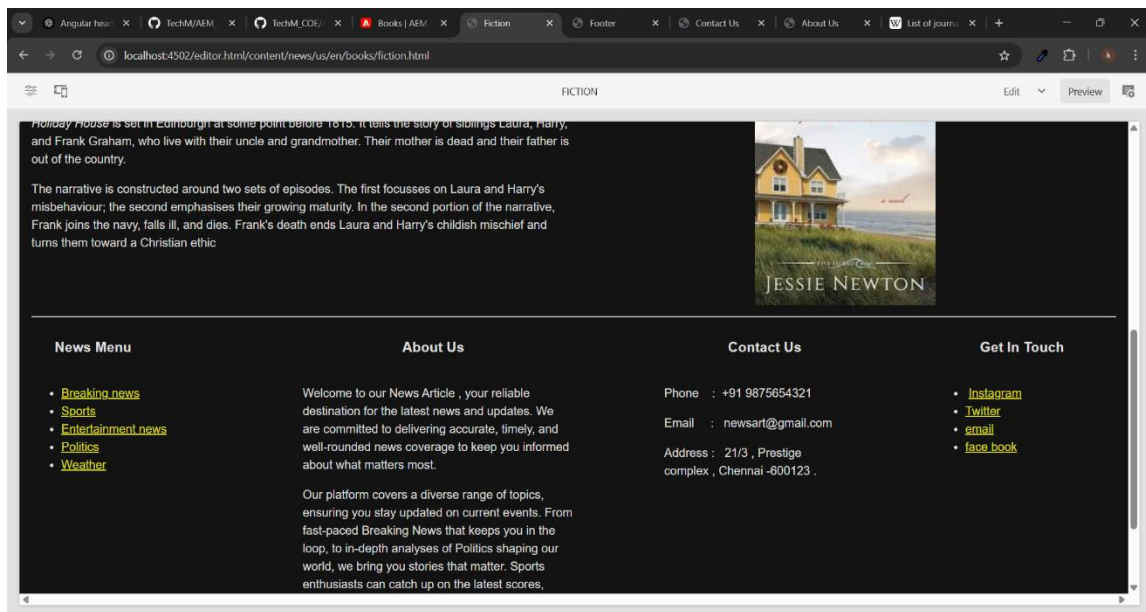 Angular head
TechM/AEM_
TechM_COE/
Books | AEM
Fiction
Footer
Contact Us
About Us
List of journa
localhost:4502/editor.html/content/news/us/en/books/fiction.html
k
FICTION
Edit
Preview
Holiday House is set in Edinburgh at some point before 1815. It tells the story of siblings Laura, Harry,
and Frank Graham, who live with their uncle and grandmother. Their mother is dead and their father is
out of the country.
The narrative is constructed around two sets of episodes. The first focusses on Laura and Harry's
misbehaviour; the second emphasises their growing maturity. In the second portion of the narrative,
Frank joins the navy, falls ill, and dies. Frank's death ends Laura and Harry's childish mischief and
turns them toward a Christian ethic
a novel
JESSIE NEWTON
News Menu
• Breaking news
• Sports
• Entertainment news
• Politics
• Weather
About Us
Welcome to our News Article , your reliable
destination for the latest news and updates. We
are committed to delivering accurate, timely, and
well-rounded news coverage to keep you informed
about what matters most.
Our platform covers a diverse range of topics,
ensuring you stay updated on current events. From
fast-paced Breaking News that keeps you in the
loop, to in-depth analyses of Politics shaping our
world, we bring you stories that matter. Sports
enthusiasts can catch up on the latest scores,
Contact Us
Phone : +91 9875654321
Email : newsart@gmail.com
Address : 21/3 , Prestige
complex , Chennai -600123 .
Get In Touch
• Instagram
• Twitter
• email
• face book